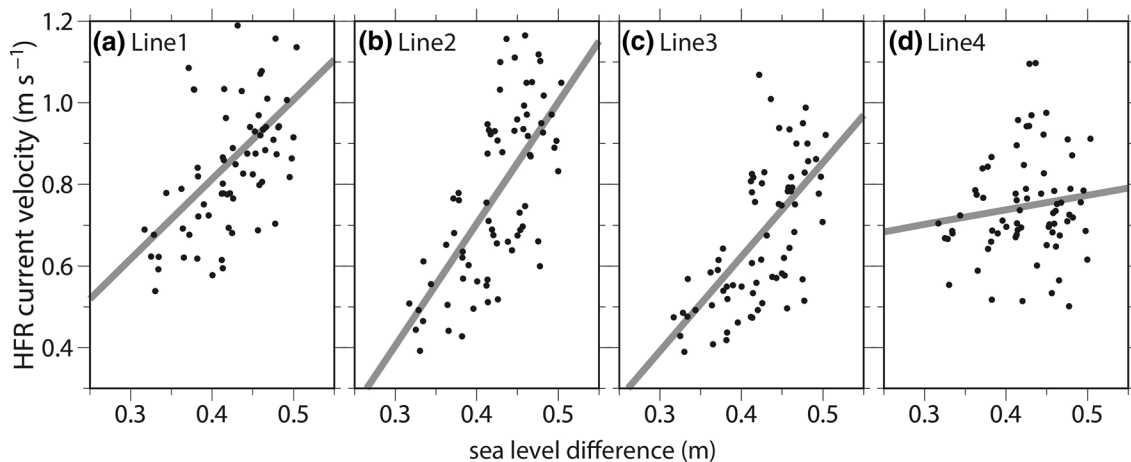 (a) Line1 (b) Line2 (c) Line3 (d) Line4
HFR current velocity (m s⁻¹)
1.2
1.0
0.8
0.6
0.4
0.3 0.4 0.5 0.3 0.4 0.5 0.3 0.4 0.5 0.3 0.4 0.5
sea level difference (m)